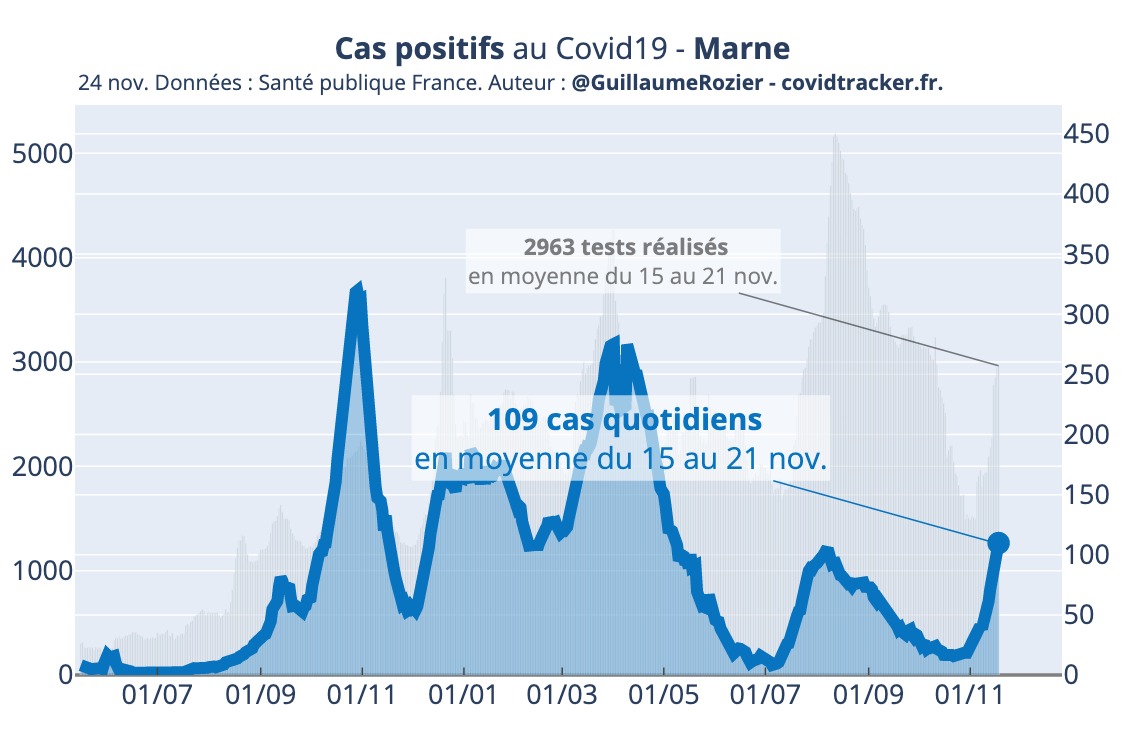 Cas positifs au Covid19 - Marne
24 nov. Données : Santé publique France. Auteur : @GuillaumeRozier - covidtracker.fr.
5000
4000
3000
2000
1000
0
450
400
350
300
250
200
150
100
50
0
2963 tests réalisés
en moyenne du 15 au 21 nov.
109 cas quotidiens
en moyenne du 15 au 21 nov.
01/07 01/09 01/11 01/01 01/03 01/05 01/07 01/09 01/11